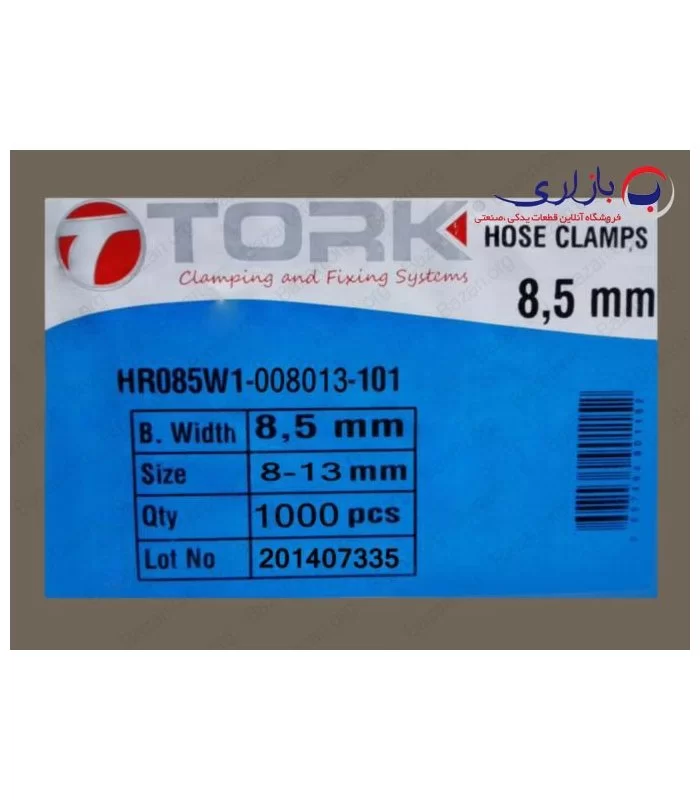 بازاری
فروشگاه آنلاین قطعات یدکی ،صنعتی
TORK
HOSE CLAMPS
Clamping and Fixing Systems
8,5 mm
HR085W1-008013-101
B. Width 8,5 mm
Size 8-13 mm
Qty 1000 pcs
Lot No 201407335